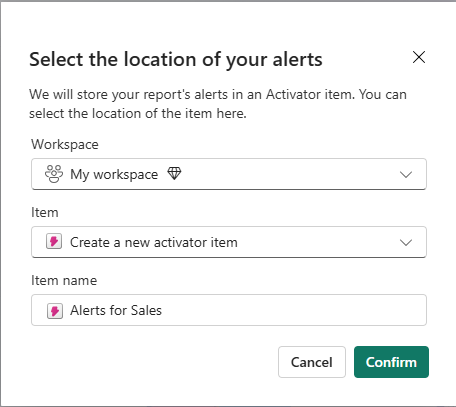 Select the location of your alerts
We will store your report's alerts in an Activator item. You can
select the location of the item here.
Workspace
My workspace
Item
Create a new activator item
Item name
Alerts for Sales
Cancel
Confirm